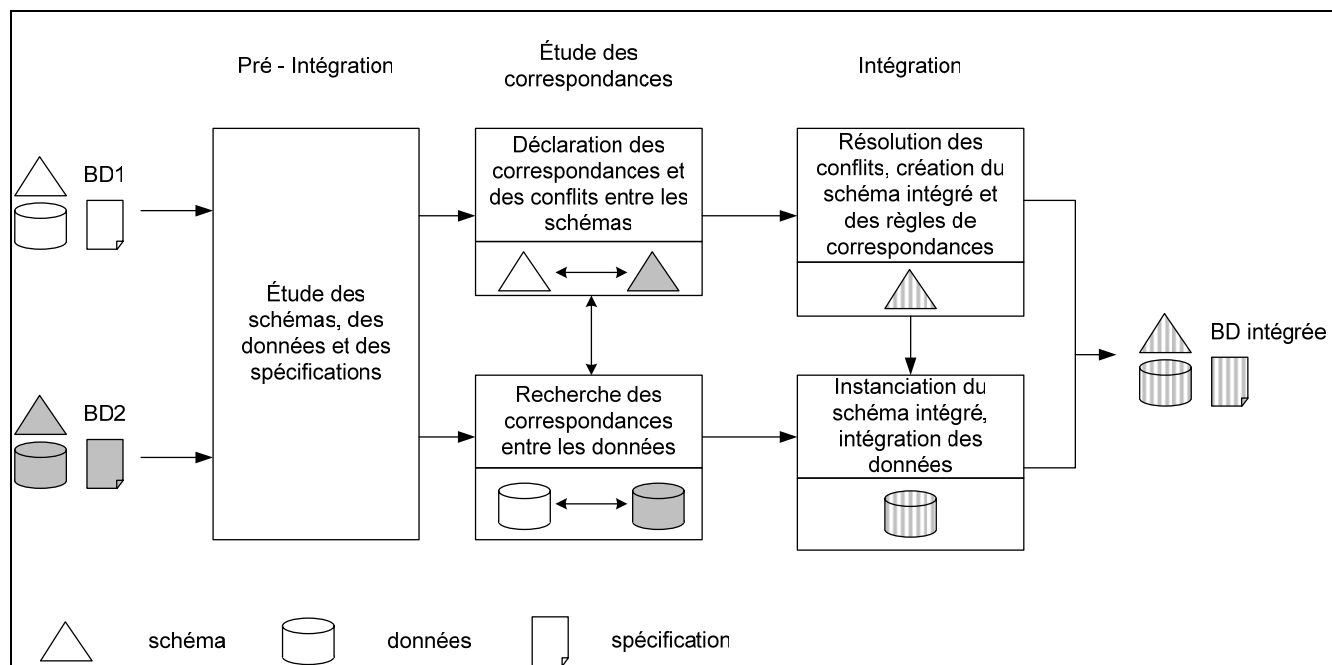 Pré - Intégration
Étude des
correspondances
Intégration
BD1
BD2
Étude des
schémas, des
données et des
spécifications
Déclaration des
correspondances et
des conflits entre les
schémas
Recherche des
correspondances
entre les données
Résolution des
conflits, création du
schéma intégré et
des règles de
correspondances
Instanciation du
schéma intégré,
intégration des
données
BD intégrée
schéma
données
spécification